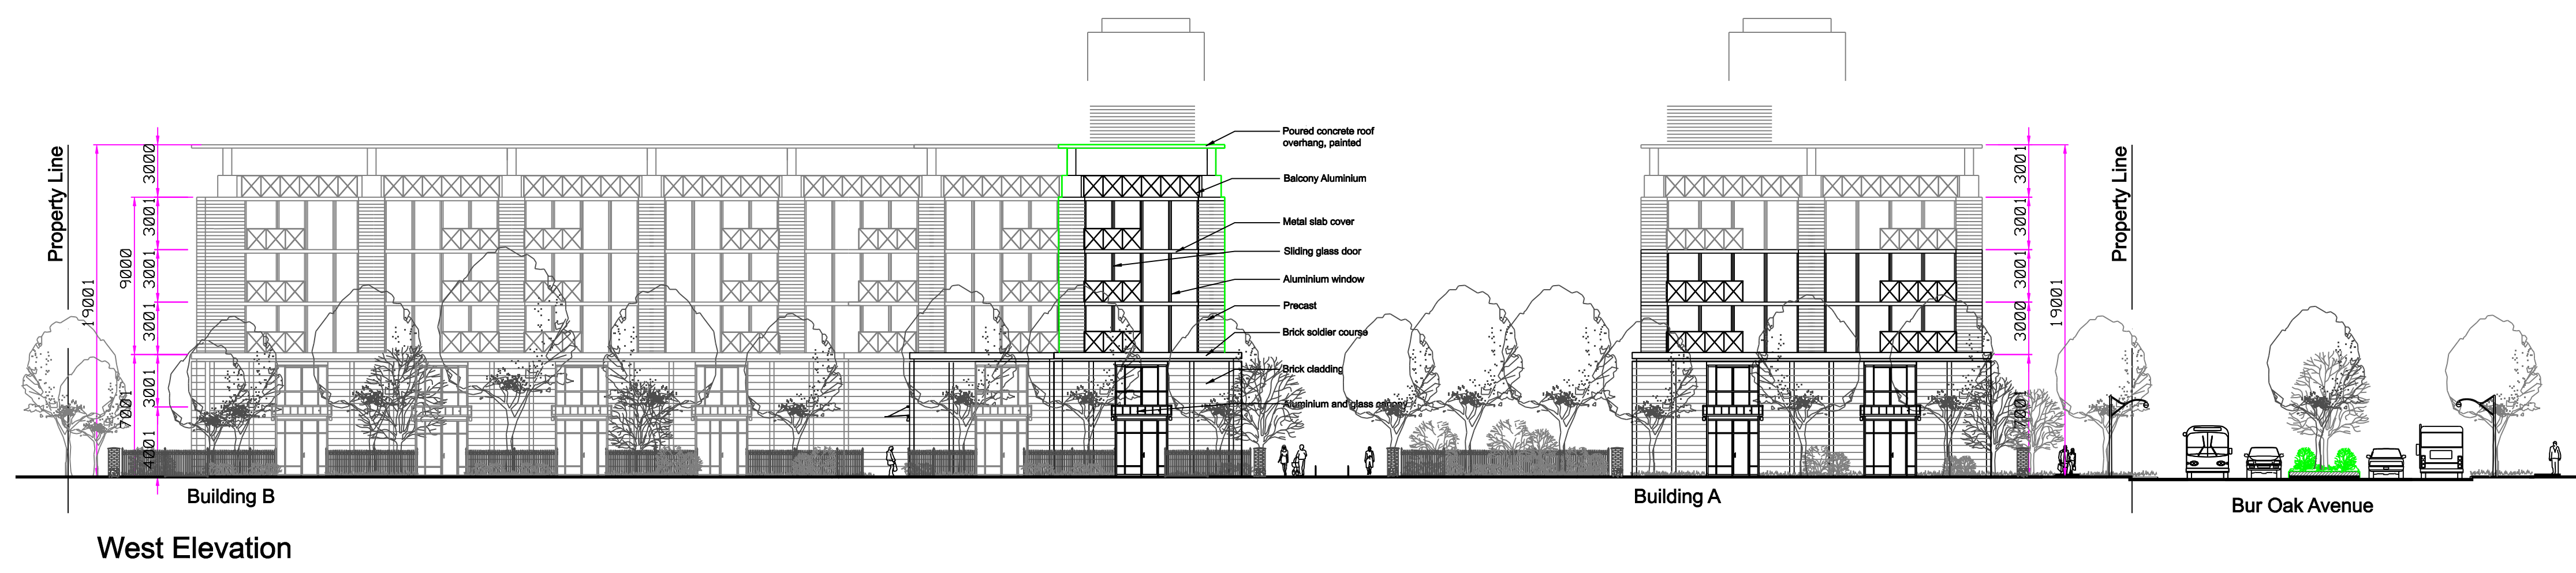 Property Line
19001
9000
7001
3000
3001
3001
3001
3001
4001
Poured concrete roof
overhang, painted
Balcony Aluminium
Metal slab cover
Sliding glass door
Aluminium window
Precast
Brick soldier course
Brick cladding
Aluminium and glass canopy
3001
3001
3001
3000
7001
19001
Property Line
Building B
Building A
Bur Oak Avenue
West Elevation